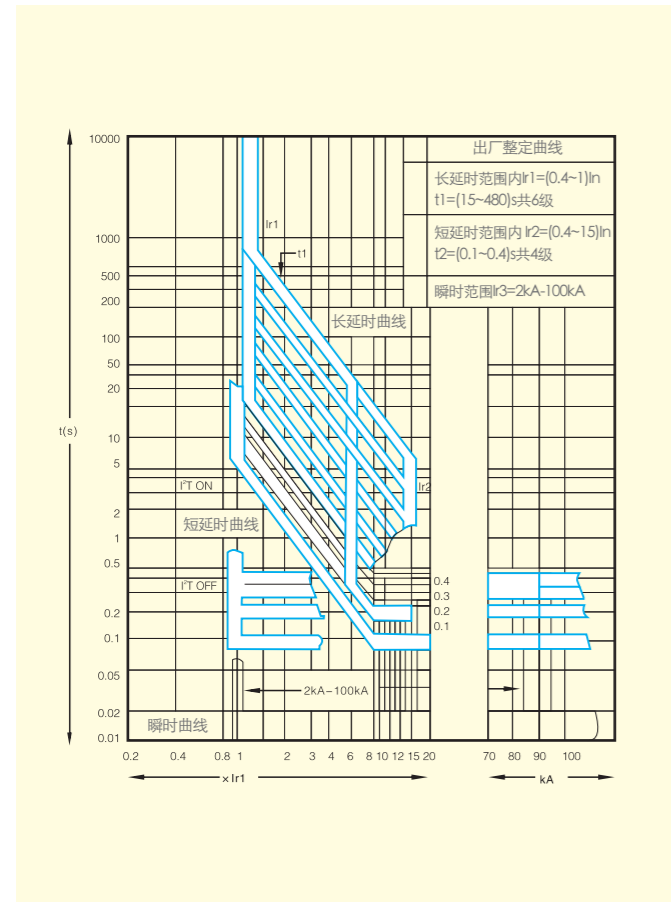 出厂整定曲线
长延时范围内Ir1=(0.4~1)In
t1=(15~480)s共6级
短延时范围内 Ir2=(0.4~15)In
t2=(0.1~0.4)s共4级
瞬时范围Ir3=2kA-100kA
10000
1000
500
200
100
50
20
10
5
2
1
0.5
0.2
0.1
0.05
0.02
0.01
t(s)
Ir1
t1
长延时曲线
I²T ON
Ir2
短延时曲线
I²T OFF
0.4
0.3
0.2
0.1
2kA-100kA
瞬时曲线
0.2 0.4 0.8 1 2 3 4 6 8 10 12 15 20 70 80 90 100
×Ir1 kA